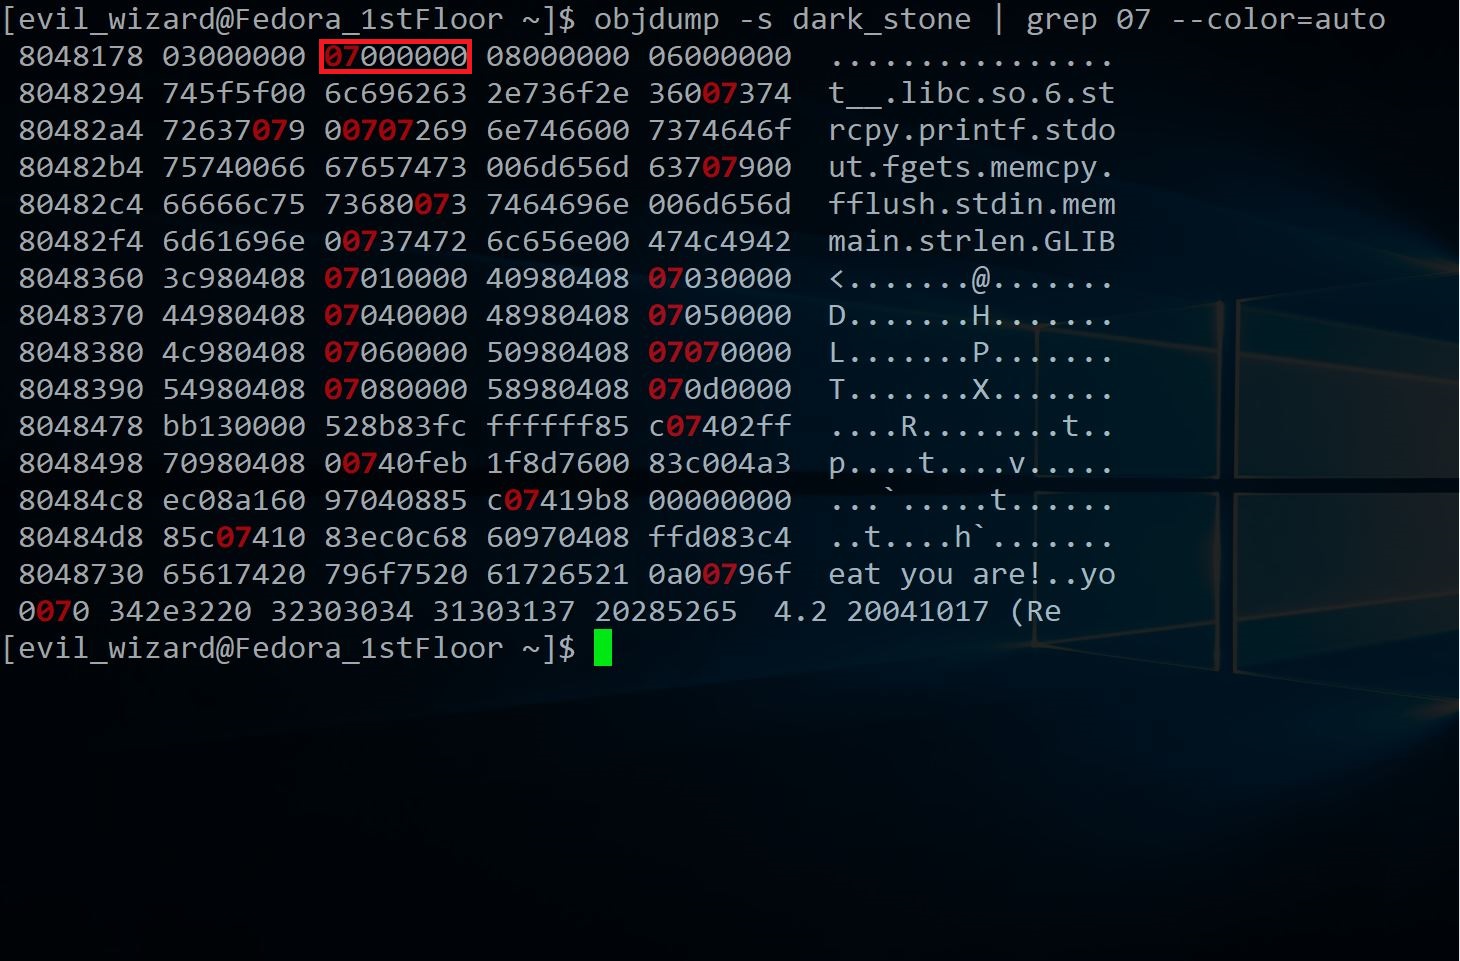 [evil_wizard@Fedora_1stFloor ~]$ objdump -s dark_stone | grep 07 --color=auto
8048178 03000000 07000000 08000000 06000000  ................
8048294 745f5f00 6c696263 2e736f2e 36007374  t__.libc.so.6.st
80482a4 72637079 00707269 6e746600 7374646f  rcpy.printf.stdo
80482b4 75740066 67657473 006d656d 63707900  ut.fgets.memcpy.
80482c4 66666c75 73680073 7464696e 006d656d  fflush.stdin.mem
80482f4 6d61696e 00737472 6c656e00 474c4942  main.strlen.GLIB
8048360 3c980408 07010000 40980408 07030000  <.......@.......
8048370 44980408 07040000 48980408 07050000  D.......H.......
8048380 4c980408 07060000 50980408 07070000  L.......P.......
8048390 54980408 07080000 58980408 070d0000  T.......X.......
8048478 bb130000 528b83fc ffffff85 c07402ff  ....R........t..
8048498 70980408 00740feb 1f8d7600 83c004a3  p....t....v.....
80484c8 ec08a160 97040885 c07419b8 00000000  ...`.....t......
80484d8 85c07410 83ec0c68 60970408 ffd083c4  ..t....h`.......
8048730 65617420 796f7520 61726521 0a00796f  eat you are!..yo
0070 342e3220 32303034 31303137 20285265  4.2 20041017 (Re
[evil_wizard@Fedora_1stFloor ~]$